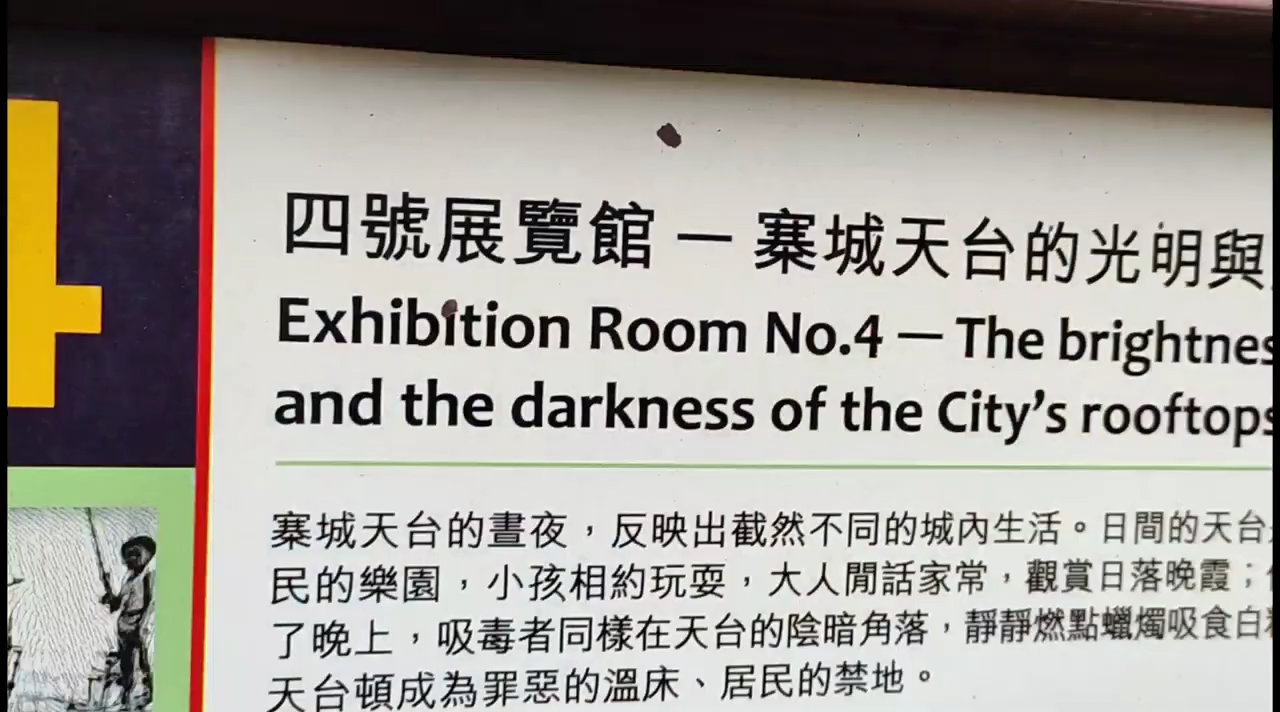 4
四號展覽館 — 寨城天台的光明與
Exhibition Room No.4 — The brightnes
and the darkness of the City's rooftops
寨城天台的晝夜，反映出截然不同的城內生活。日間的天台
民的樂園，小孩相約玩耍，大人閒話家常，觀賞日落晚霞；
了晚上，吸毒者同樣在天台的陰暗角落，靜靜燃點蠟燭吸食白
天台頓成為罪惡的溫床、居民的禁地。